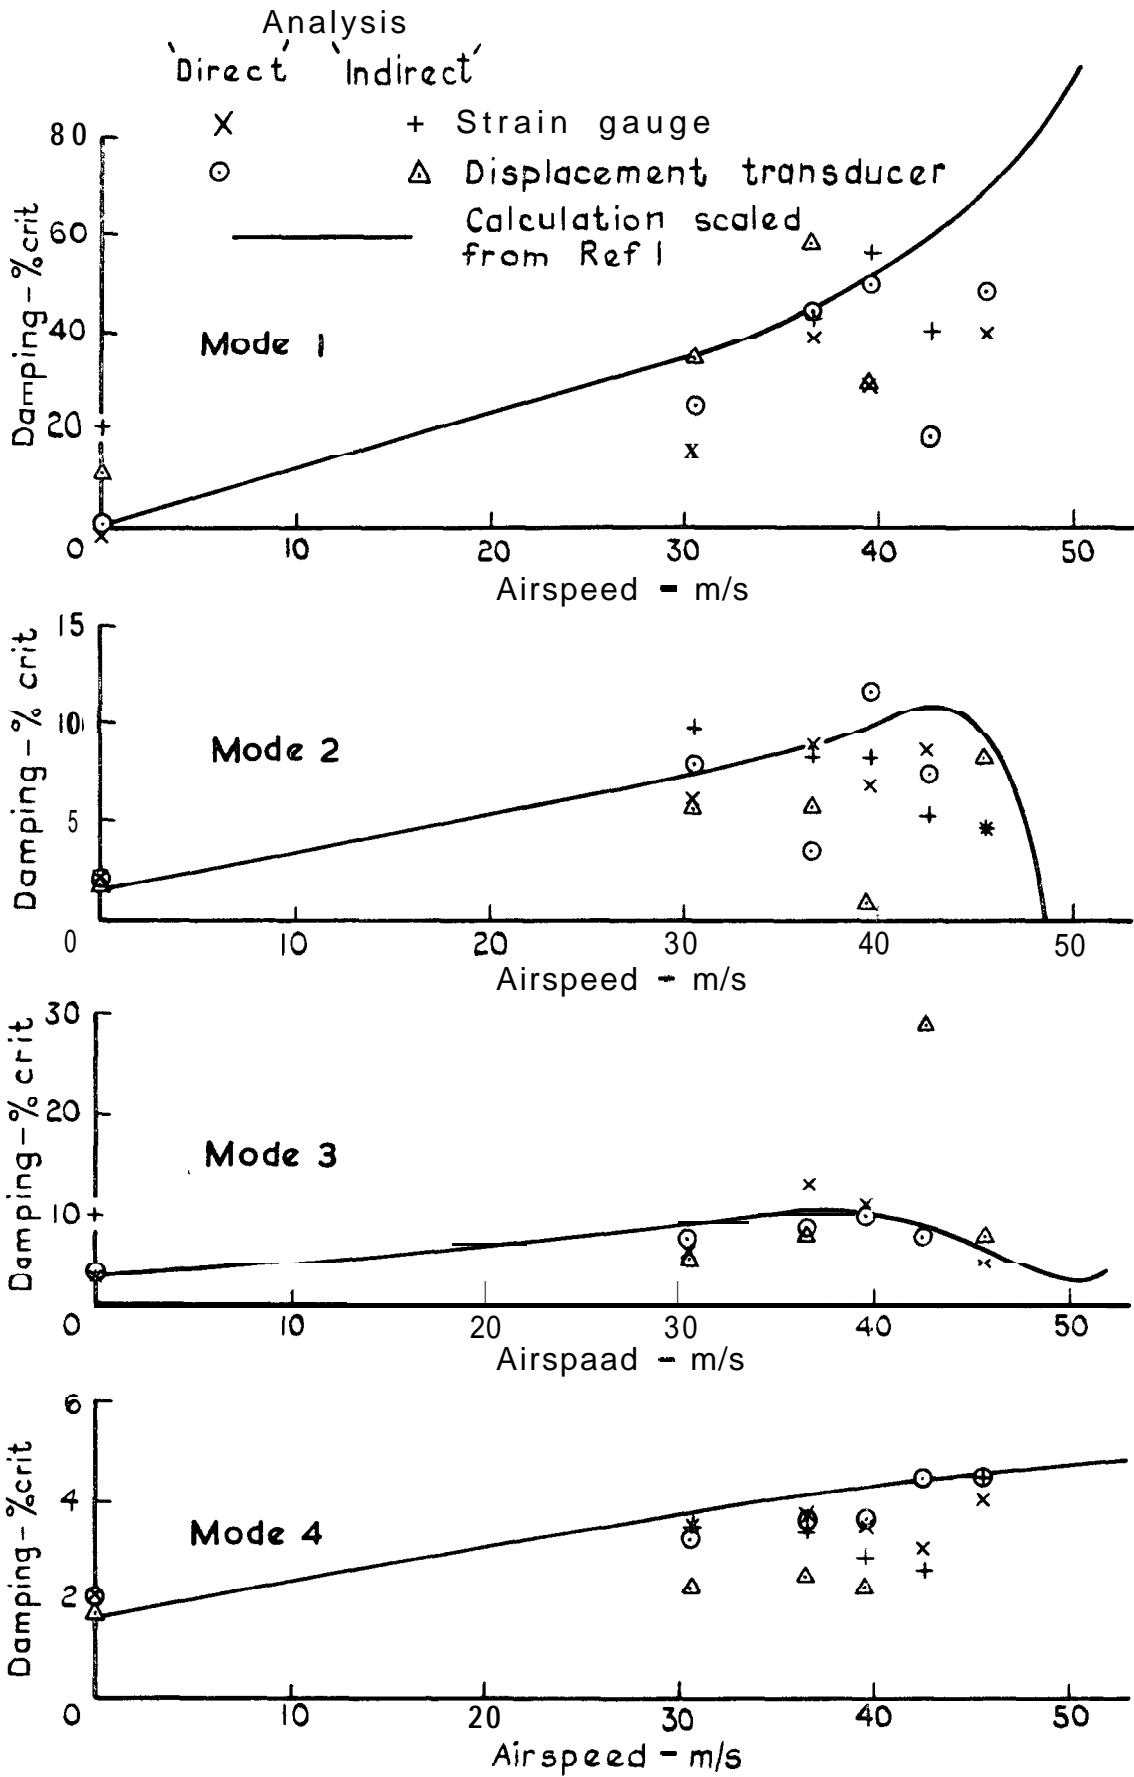 Analysis
'Direct' 'Indirect'
x + Strain gauge
⊙ △ Displacement transducer
Calculation scaled
from Ref 1
Damping - % crit
80
60
40
20
0
Mode 1
10 20 30 40 50
Airspeed - m/s
Damping - % crit
15
10
5
0
Mode 2
10 20 30 40 50
Airspeed - m/s
Damping - % crit
30
20
10
0
Mode 3
10 20 30 40 50
Airspaad - m/s
Damping - % crit
6
4
2
0
Mode 4
10 20 30 40 50
Airspeed - m/s